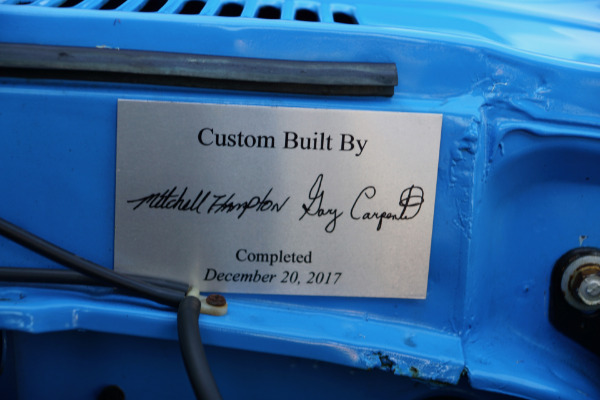 Custom Built By
Mitchell Hampton Gary Carpenter
Completed
December 20, 2017